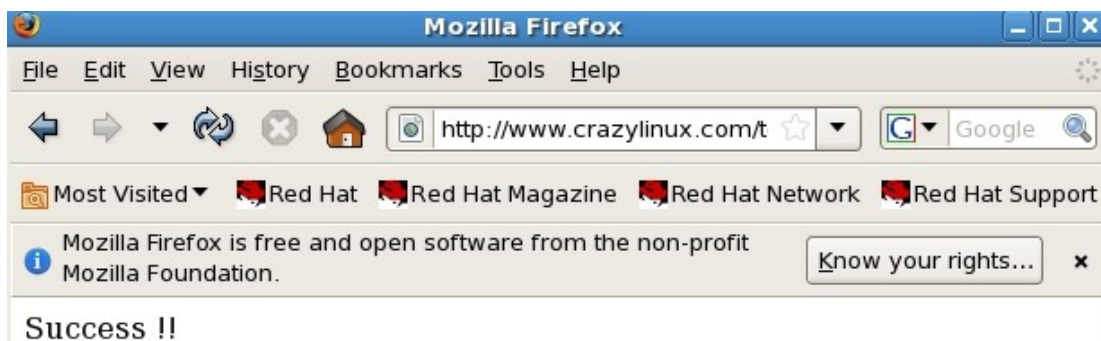 Mozilla Firefox
File Edit View History Bookmarks Tools Help
http://www.crazylinux.com/t G Google
Most Visited Red Hat Red Hat Magazine Red Hat Network Red Hat Support
Mozilla Firefox is free and open software from the non-profit
Mozilla Foundation.
Know your rights...
Success !!